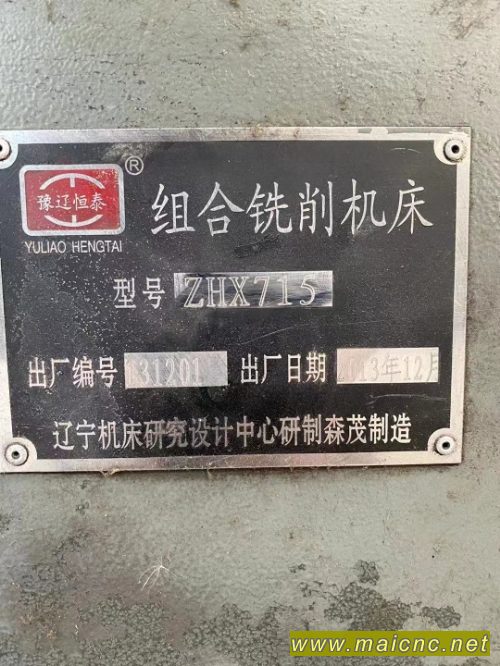 豫辽恒泰
®
YULIAO HENGTAI
组合铣削机床
型号 ZHX715
出厂编号 131201 出厂日期 2013年12月
辽宁机床研究设计中心研制森茂制造
www.maicnc.net